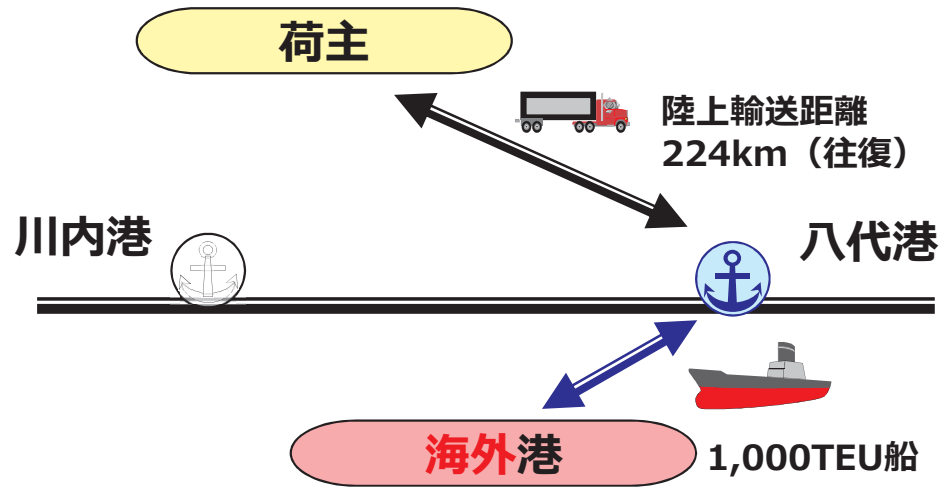 荷主
陸上輸送距離
224km（往復）
川内港
八代港
海外港
1,000TEU船